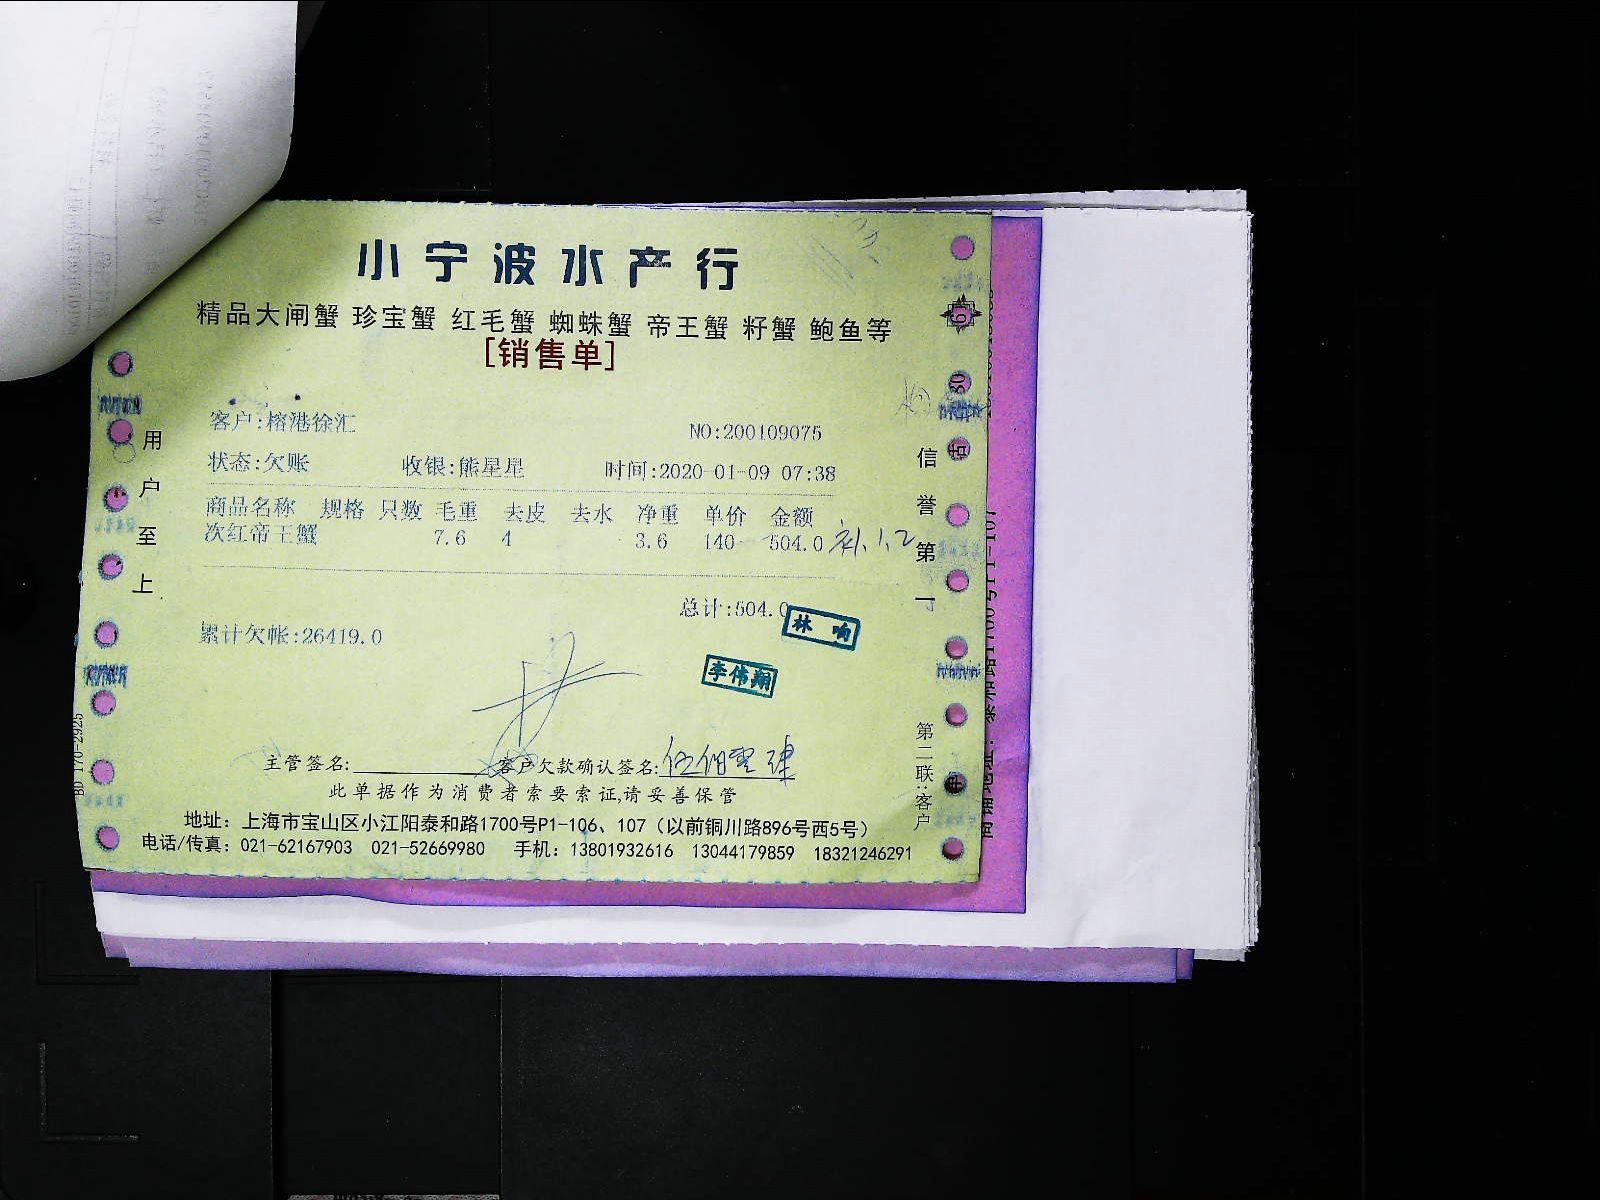 小宁波水产行
精品大闸蟹 珍宝蟹 红毛蟹 蜘蛛蟹 帝王蟹 籽蟹 鲍鱼等
[销售单]
客户:榕港徐汇
NO:200109075
状态:欠账 收银:熊星星 时间:2020-01-09 07:38
商品名称 规格 只数 毛重 去皮 去水 净重 单价 金额
次红帝王蟹 7.6 4 3.6 140 504.0
总计:504.0
林 响
累计欠帐:26419.0
李伟翔
主管签名: 客户欠款确认签名:
此单据作为消费者索要索证,请妥善保管
地址：上海市宝山区小江阳泰和路1700号P1-106、107（以前铜川路896号西5号）
电话/传真：021-62167903 021-52669980 手机：13801932616 13044179859 18321246291
用户至上
信誉第一
第二联:客户
BD 170-2925